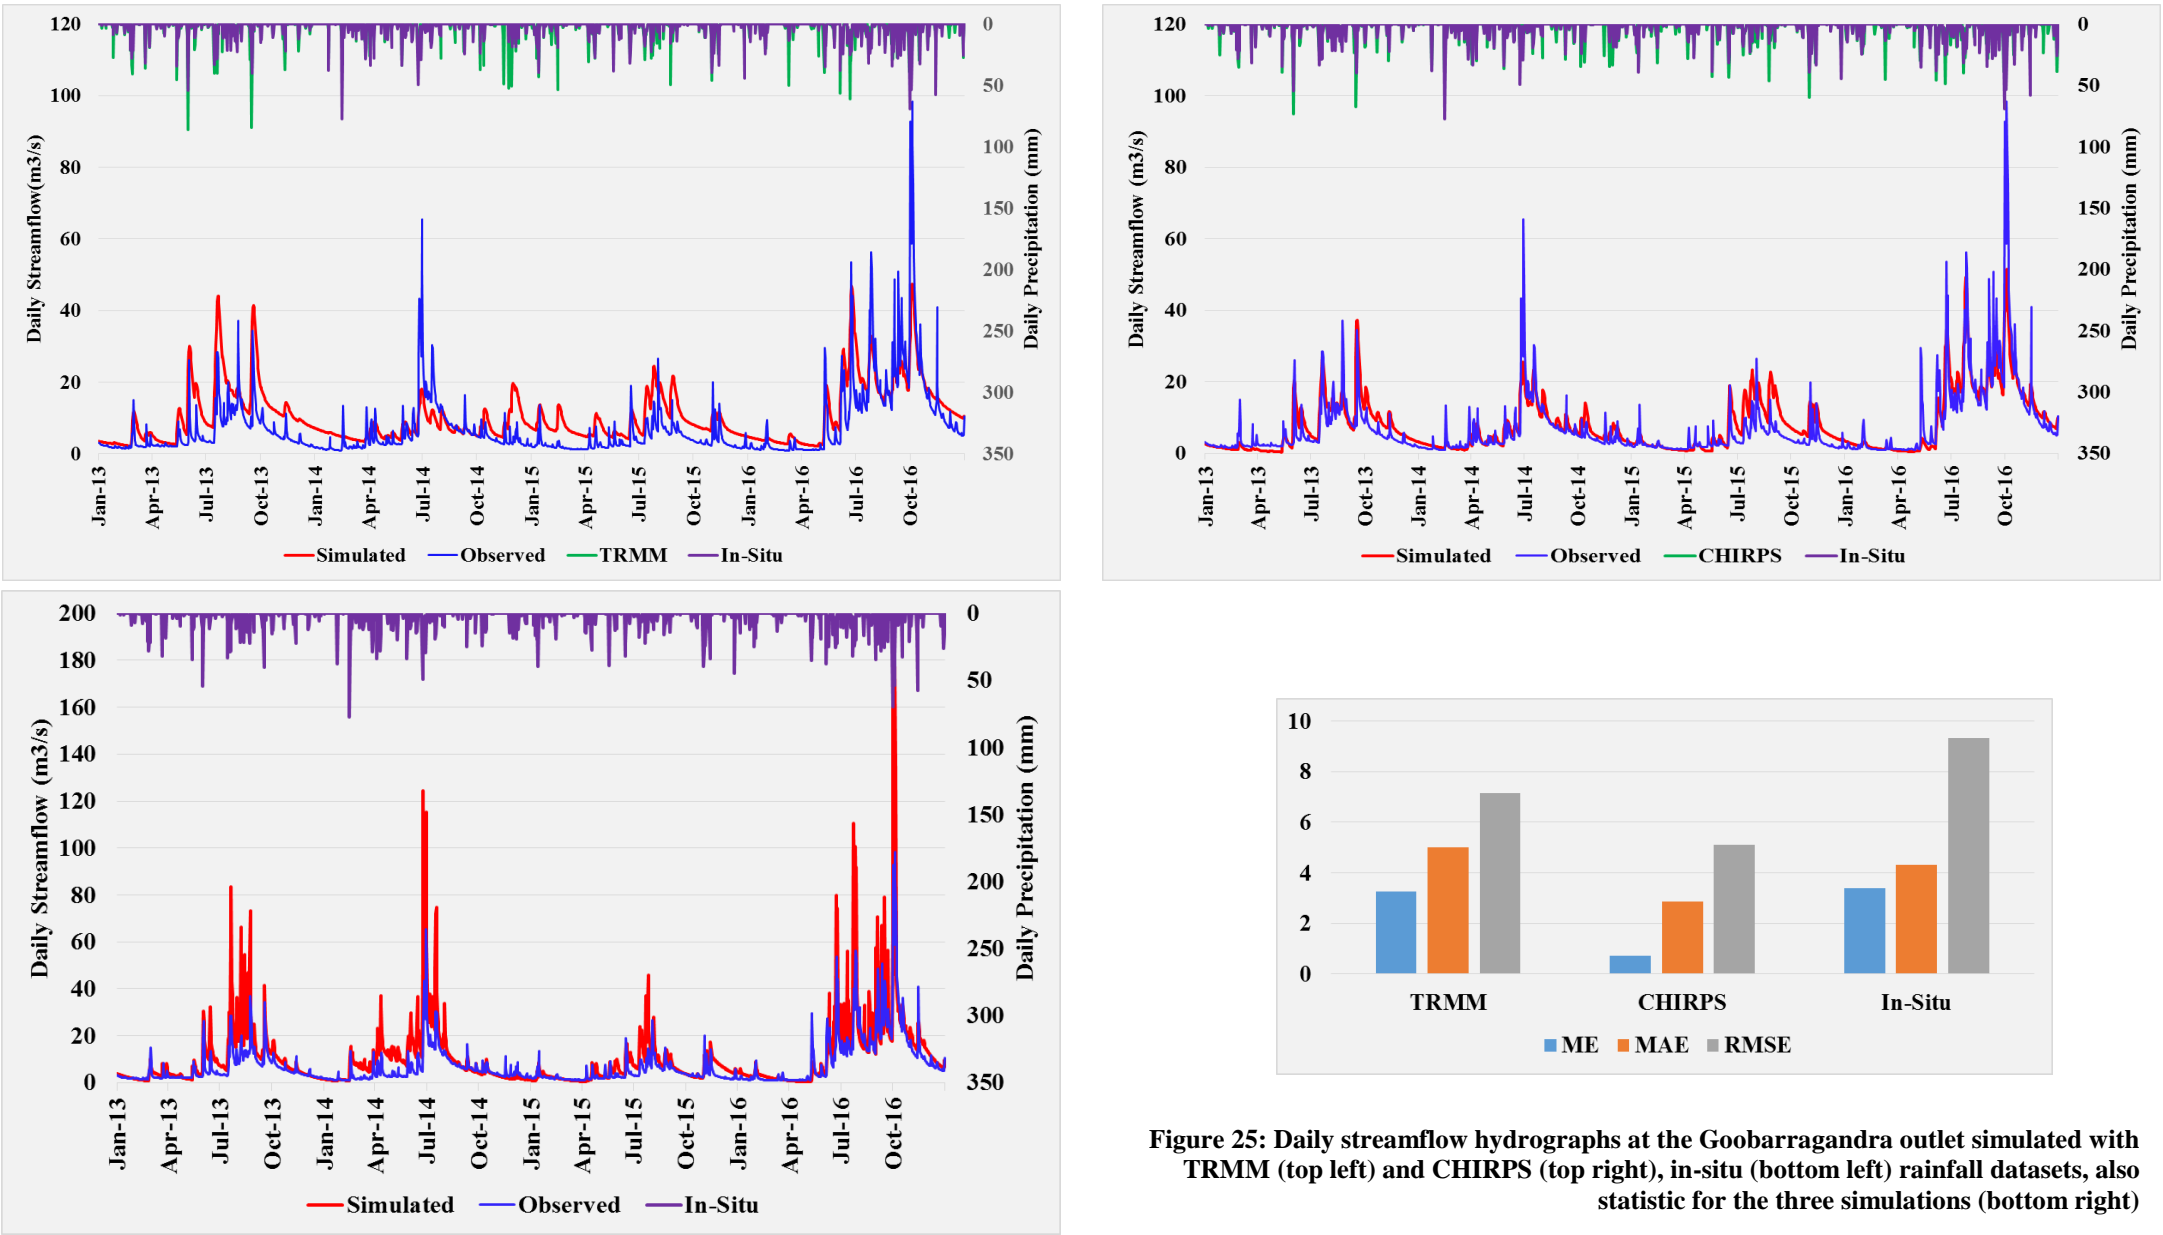 120
100
80
60
40
20
0
Daily Streamflow(m3/s)
0
50
100
150
200
250
300
350
Daily Precipitation (mm)
Jan-13
Apr-13
Jul-13
Oct-13
Jan-14
Apr-14
Jul-14
Oct-14
Jan-15
Apr-15
Jul-15
Oct-15
Jan-16
Apr-16
Jul-16
Oct-16
Simulated Observed TRMM In-Situ
120
100
80
60
40
20
0
Daily Streamflow (m3/s)
0
50
100
150
200
250
300
350
Daily Precipitation (mm)
Jan-13
Apr-13
Jul-13
Oct-13
Jan-14
Apr-14
Jul-14
Oct-14
Jan-15
Apr-15
Jul-15
Oct-15
Jan-16
Apr-16
Jul-16
Oct-16
Simulated Observed CHIRPS In-Situ
200
180
160
140
120
100
80
60
40
20
0
Daily Streamflow (m3/s)
0
50
100
150
200
250
300
350
Daily Precipitation (mm)
Jan-13
Apr-13
Jul-13
Oct-13
Jan-14
Apr-14
Jul-14
Oct-14
Jan-15
Apr-15
Jul-15
Oct-15
Jan-16
Apr-16
Jul-16
Oct-16
Simulated Observed In-Situ
10
8
6
4
2
0
TRMM CHIRPS In-Situ
ME MAE RMSE
Figure 25: Daily streamflow hydrographs at the Goobarragandra outlet simulated with
TRMM (top left) and CHIRPS (top right), in-situ (bottom left) rainfall datasets, also
statistic for the three simulations (bottom right)